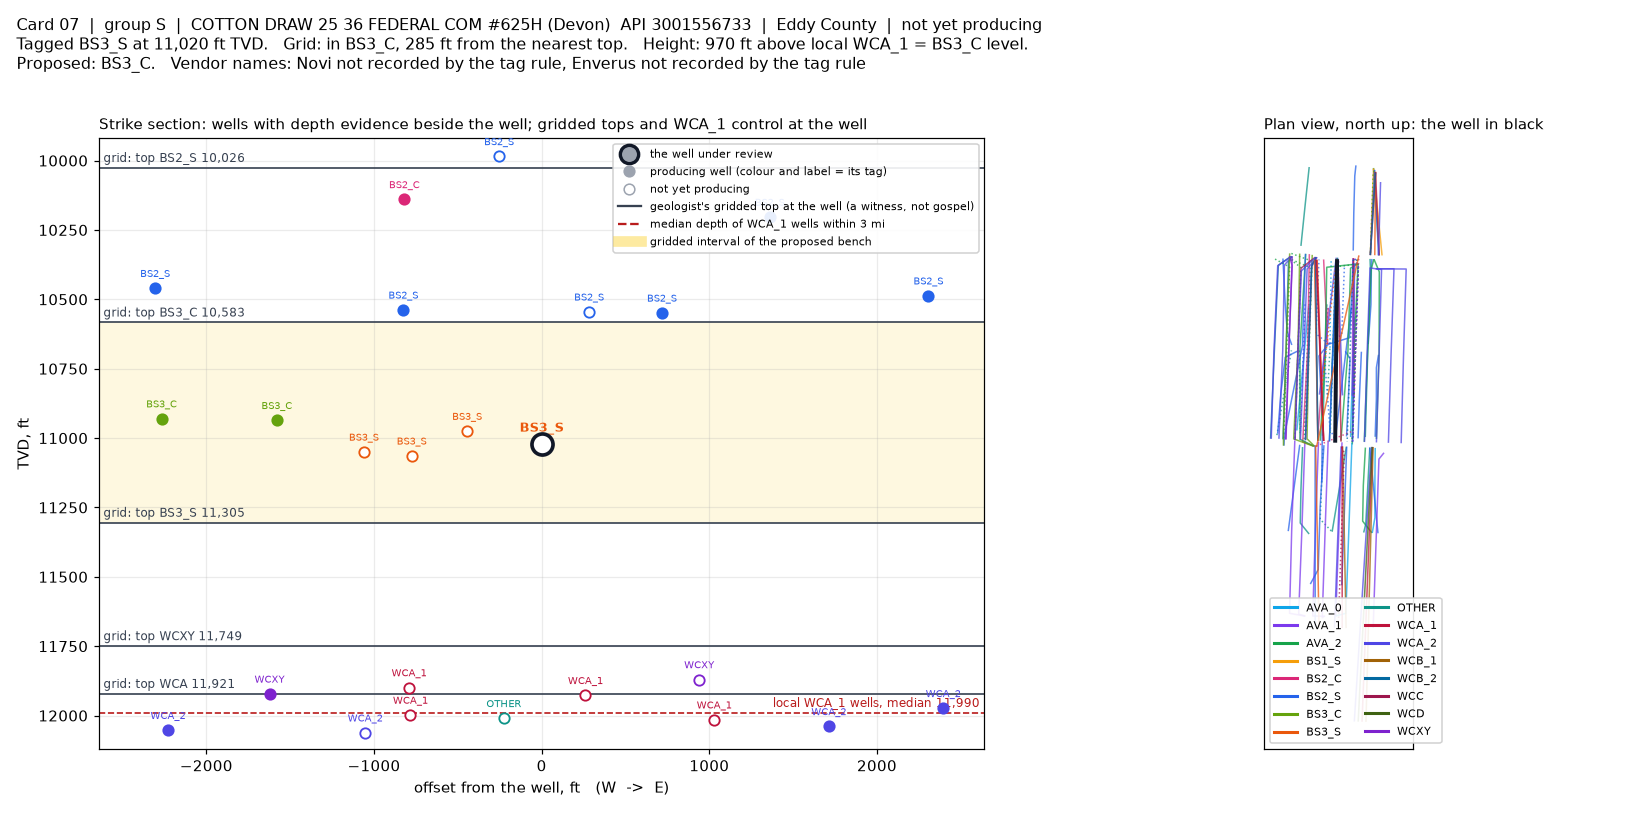 Card 07 | group S | COTTON DRAW 25 36 FEDERAL COM #625H (Devon) API 3001556733 | Eddy County | not yet producing
Tagged BS3_S at 11,020 ft TVD. Grid: in BS3_C, 285 ft from the nearest top. Height: 970 ft above local WCA_1 = BS3_C level.
Proposed: BS3_C. Vendor names: Novi not recorded by the tag rule, Enverus not recorded by the tag rule
Strike section: wells with depth evidence beside the well; gridded tops and WCA_1 control at the well
Plan view, north up: the well in black
BS2_S
the well under review
producing well (colour and label = its tag)
not yet producing
geologist's gridded top at the well (a witness, not gospel)
median depth of WCA_1 wells within 3 mi
gridded interval of the proposed bench
grid: top BS2_S 10,026
BS2_C
BS2_S
BS2_S
BS2_S
BS2_S
BS2_S
grid: top BS3_C 10,583
BS3_C
BS3_C
BS3_S
BS3_S
BS3_S
BS3_S
grid: top BS3_S 11,305
grid: top WCXY 11,749
WCXY
WCA_1
WCA_1
WCXY
grid: top WCA 11,921
WCA_2
WCA_1
OTHER
WCA_1
local WCA_1 wells, median 11,990
WCA_2
WCA_2
WCA_2
10000
10250
10500
10750
11000
11250
11500
11750
12000
TVD, ft
−2000
−1000
0
1000
2000
offset from the well, ft (W -> E)
AVA_0
AVA_1
AVA_2
BS1_S
BS2_C
BS2_S
BS3_C
BS3_S
OTHER
WCA_1
WCA_2
WCB_1
WCB_2
WCC
WCD
WCXY